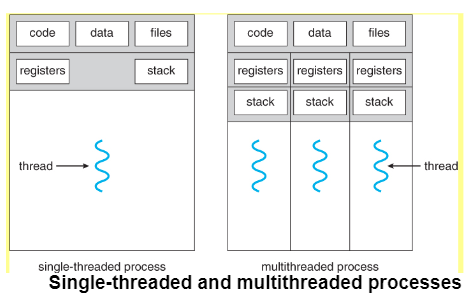 code data files code data files
registers stack registers registers registers
stack stack stack
thread thread
single-threaded process multithreaded process
Single-threaded and multithreaded processes